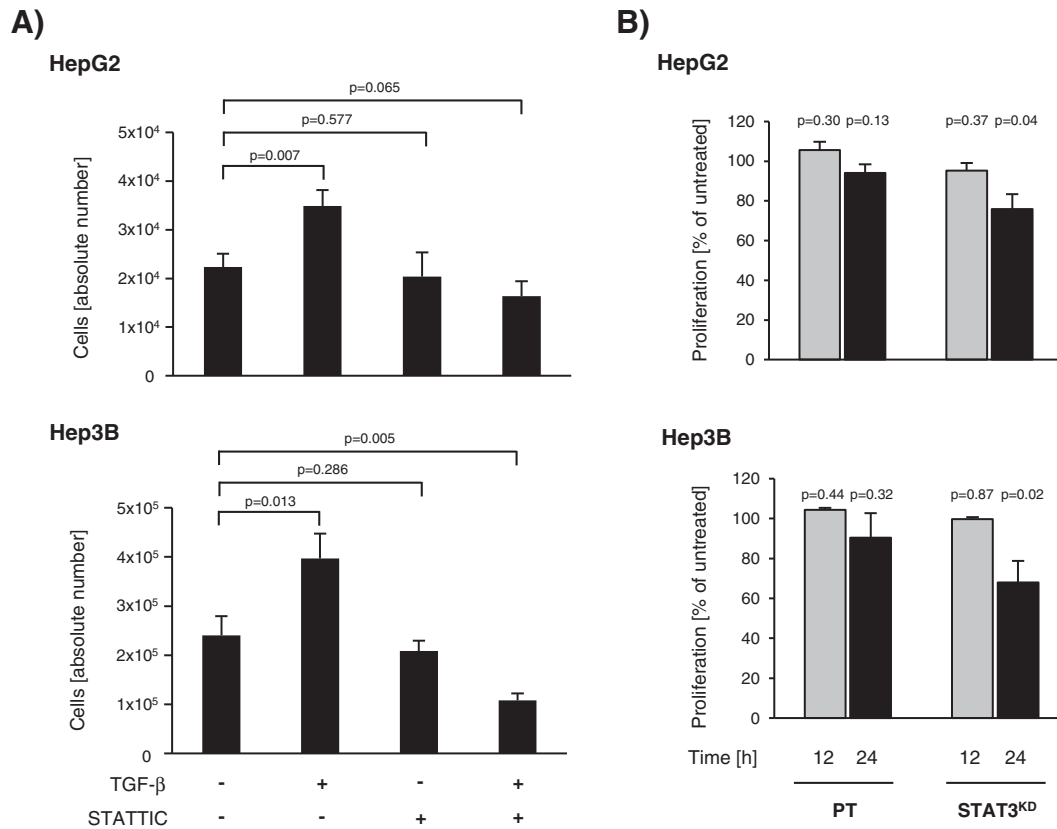 A)
HepG2
p=0.065
p=0.577
p=0.007
5x10⁴
4x10⁴
3x10⁴
2x10⁴
1x10⁴
0
Cells [absolute number]
Hep3B
p=0.005
p=0.286
p=0.013
5x10⁵
4x10⁵
3x10⁵
2x10⁵
1x10⁵
0
Cells [absolute number]
TGF-β - + - +
STATTIC - - + +
B)
HepG2
120
100
80
60
40
20
0
Proliferation [% of untreated]
p=0.30 p=0.13 p=0.37 p=0.04
Hep3B
120
100
80
60
40
20
0
Proliferation [% of untreated]
p=0.44 p=0.32 p=0.87 p=0.02
Time [h] 12 24 12 24
PT STAT3ᴷᴰ